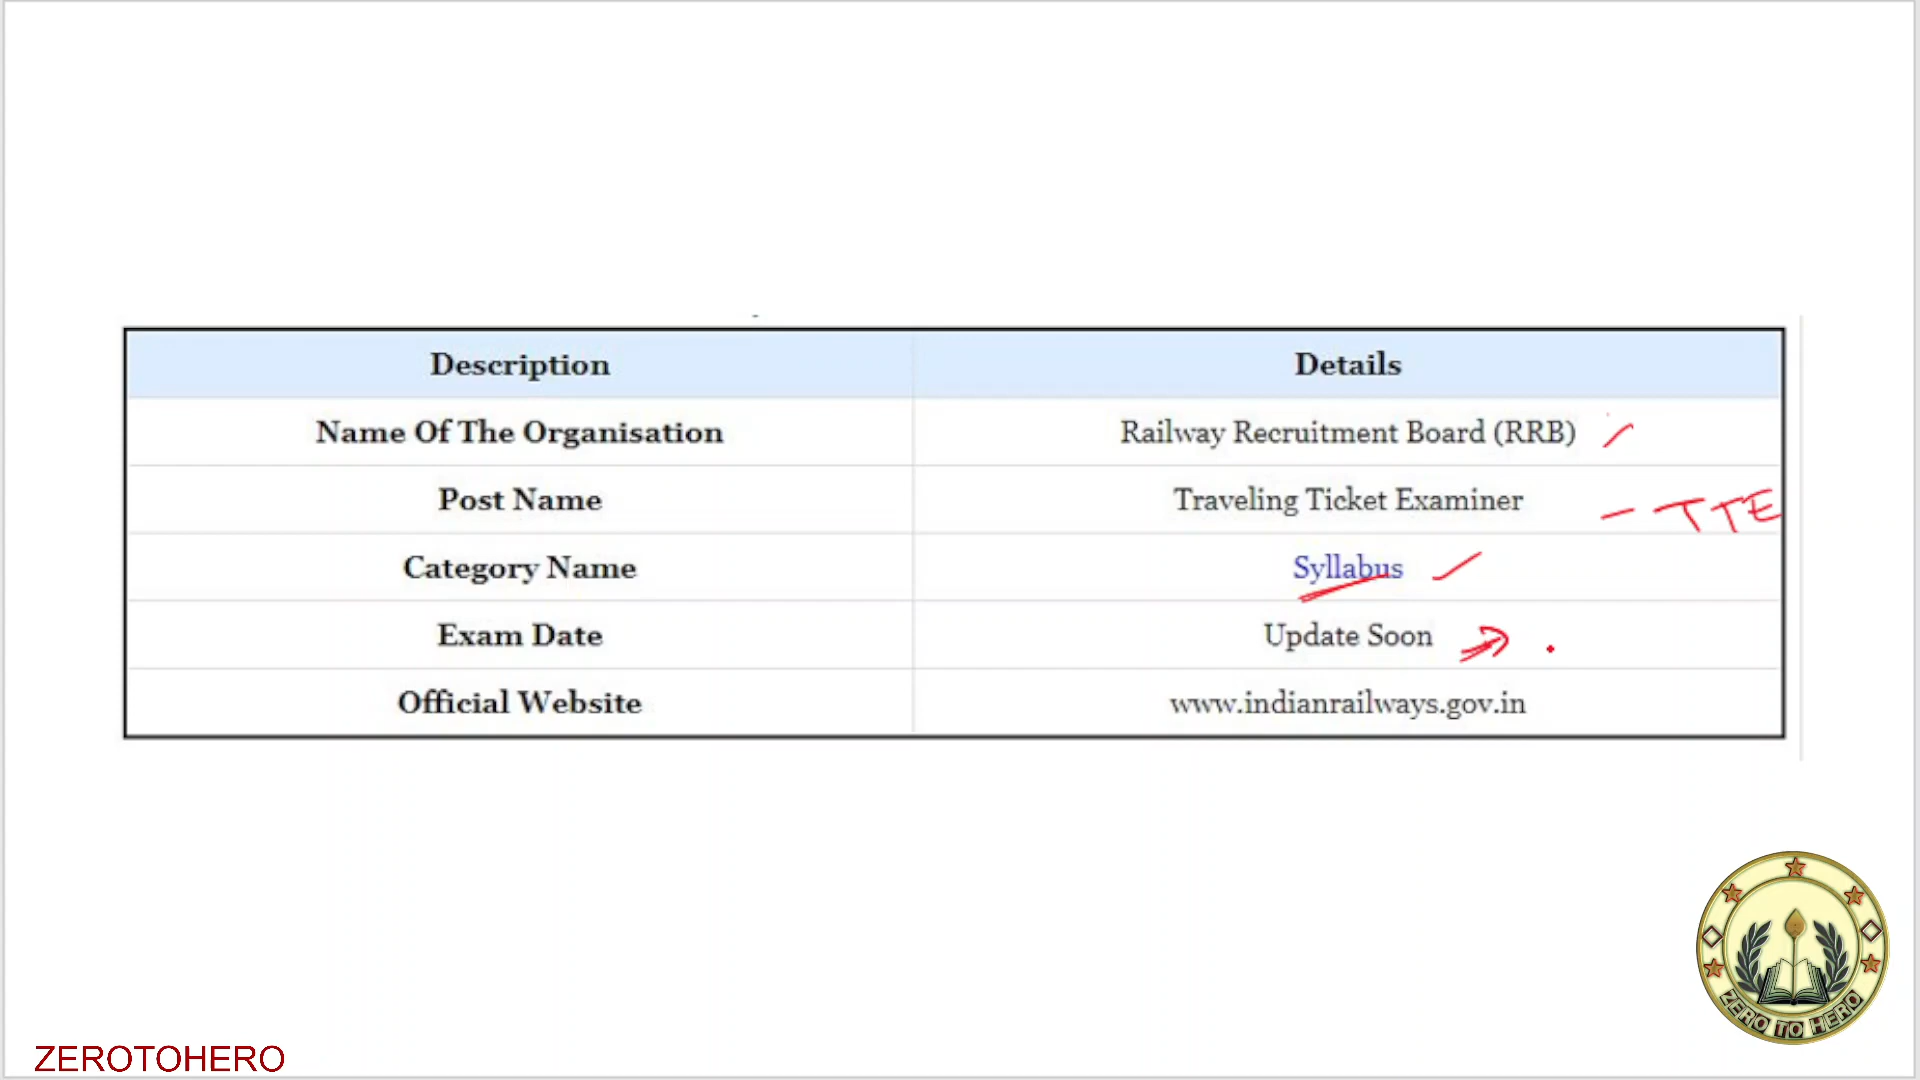 Description Details
Name Of The Organisation Railway Recruitment Board (RRB)
Post Name Traveling Ticket Examiner - TTE
Category Name Syllabus
Exam Date Update Soon
Official Website www.indianrailways.gov.in
ZERO TO HERO
ZEROTOHERO